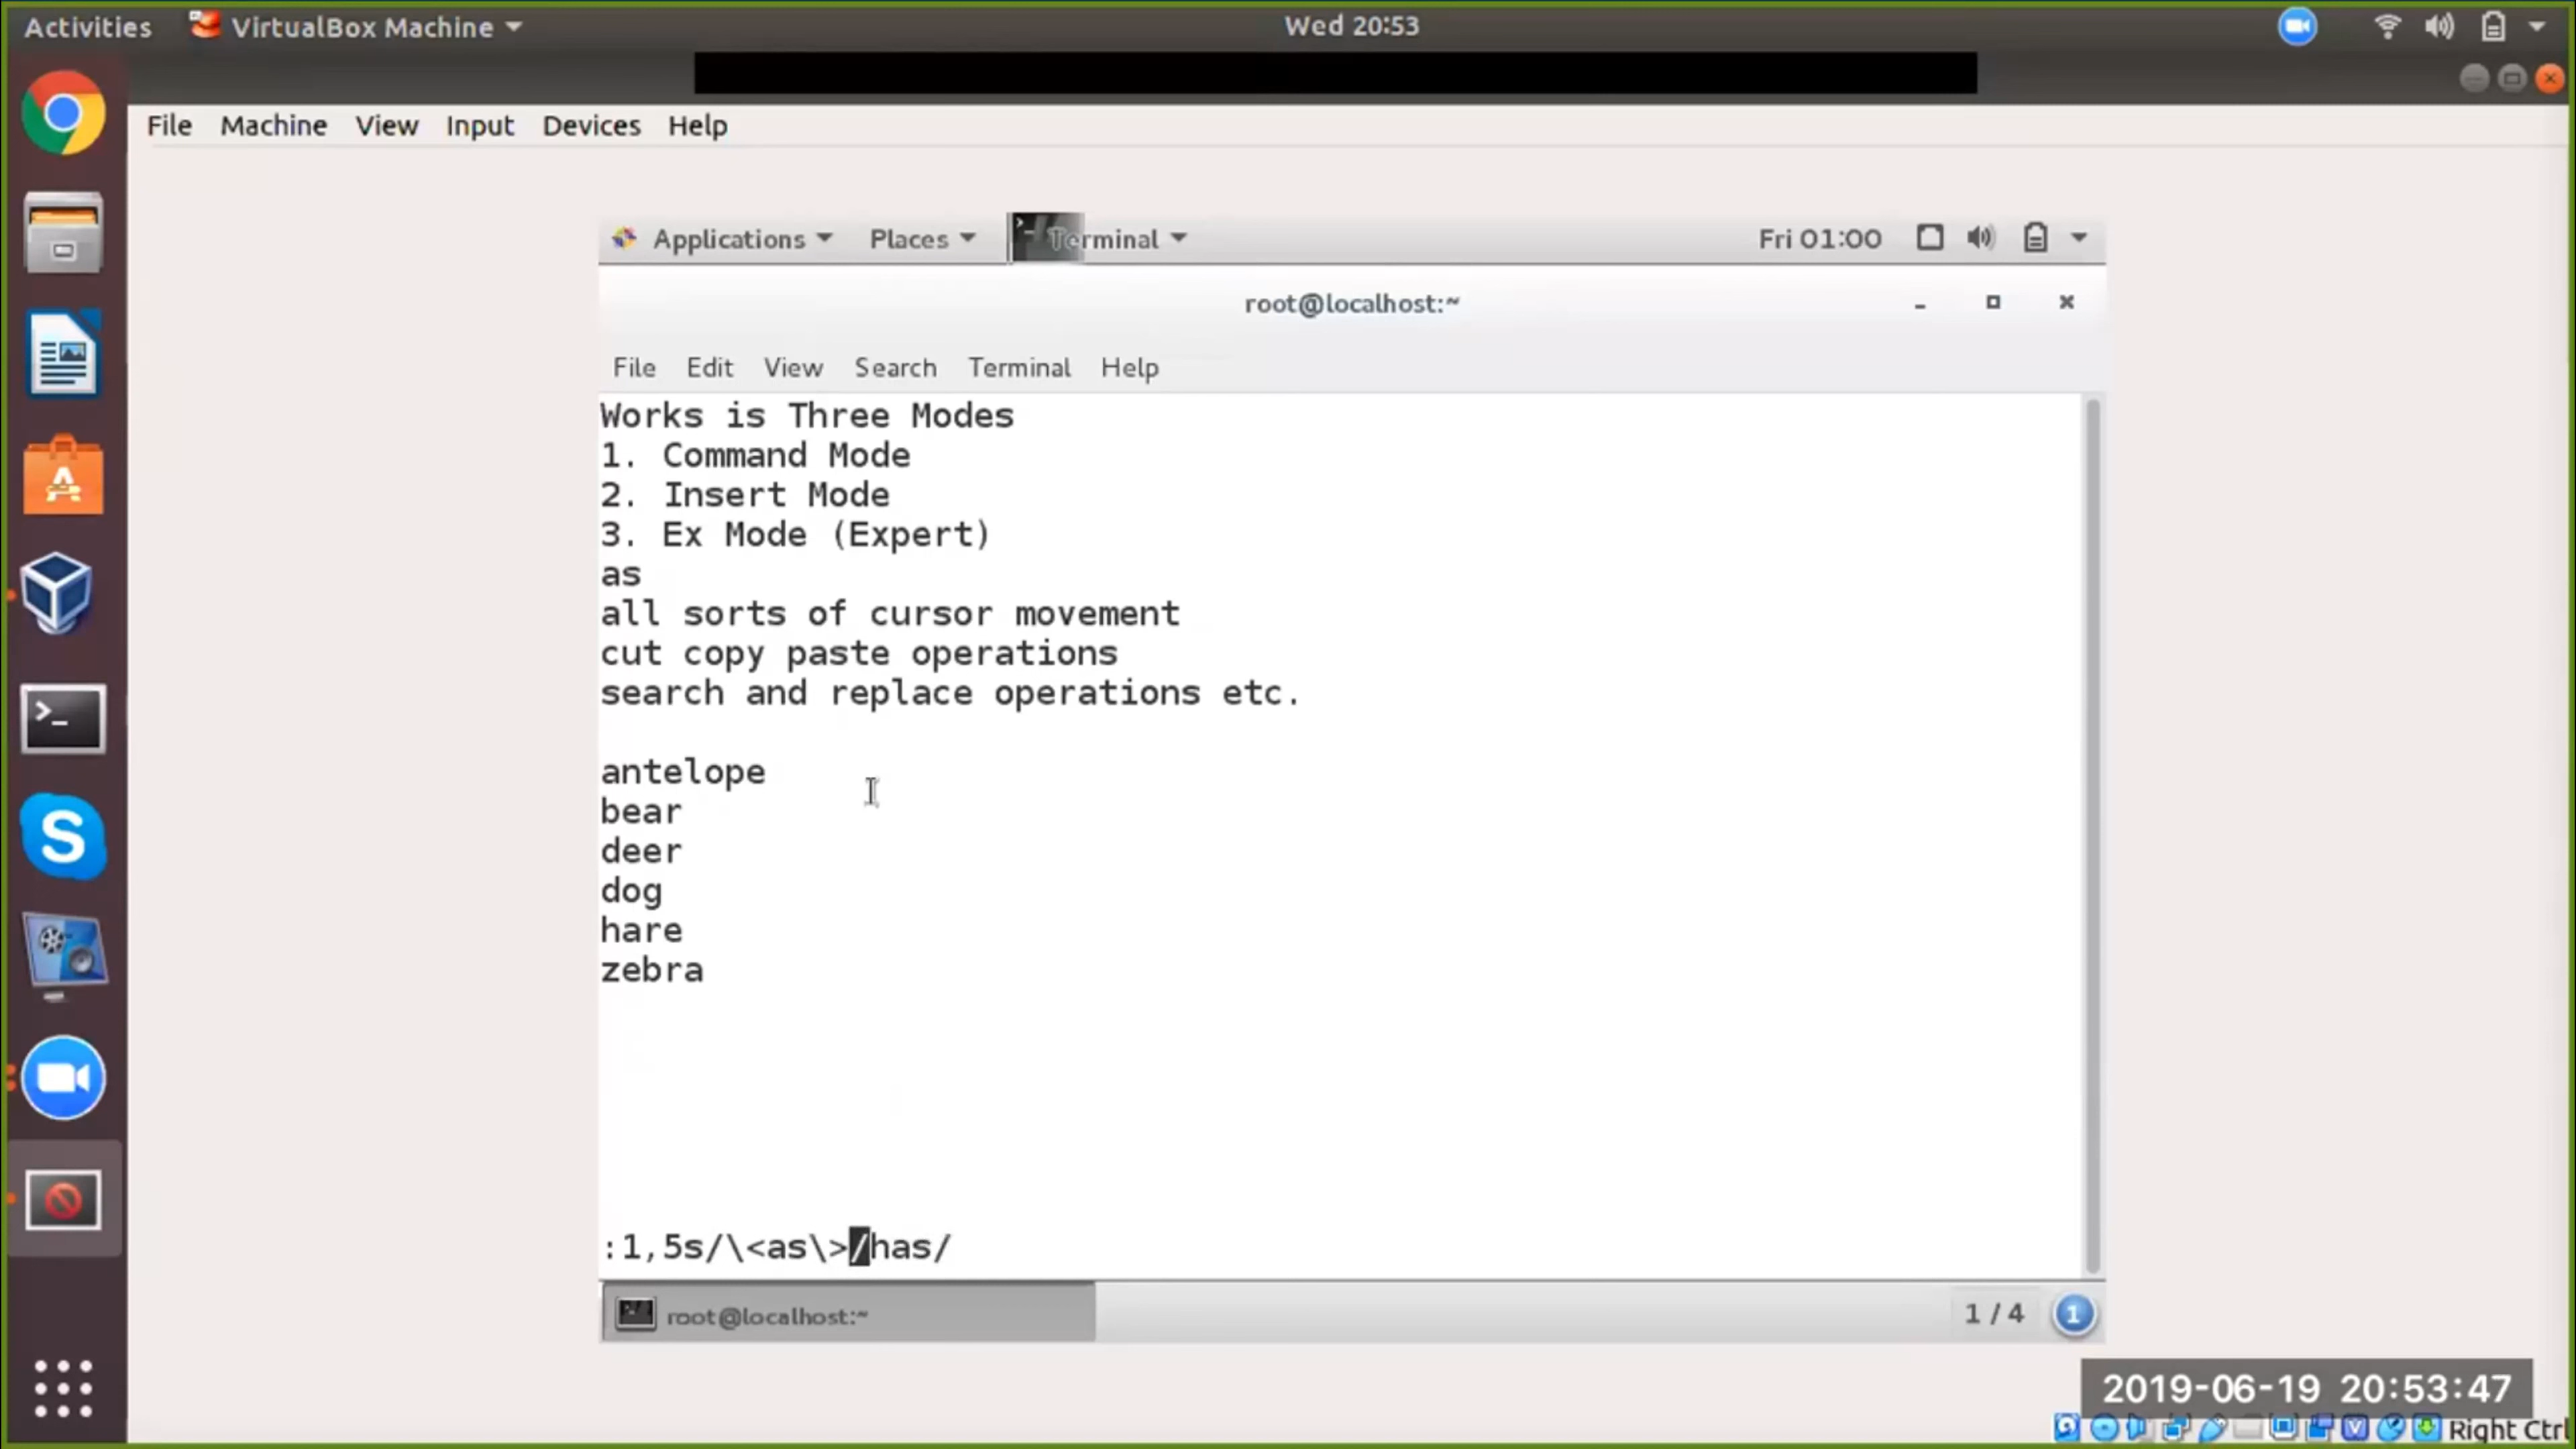 Activities VirtualBox Machine Wed 20:53
File Machine View Input Devices Help
Applications Places Terminal Fri 01:00
root@localhost:~
File Edit View Search Terminal Help
Works is Three Modes
1. Command Mode
2. Insert Mode
3. Ex Mode (Expert)
as
all sorts of cursor movement
cut copy paste operations
search and replace operations etc.
antelope
bear
deer
dog
hare
zebra
:1,5s/\<as\>/has/
root@localhost:~ 1 / 4 1
2019-06-19 20:53:47
Right Ctrl